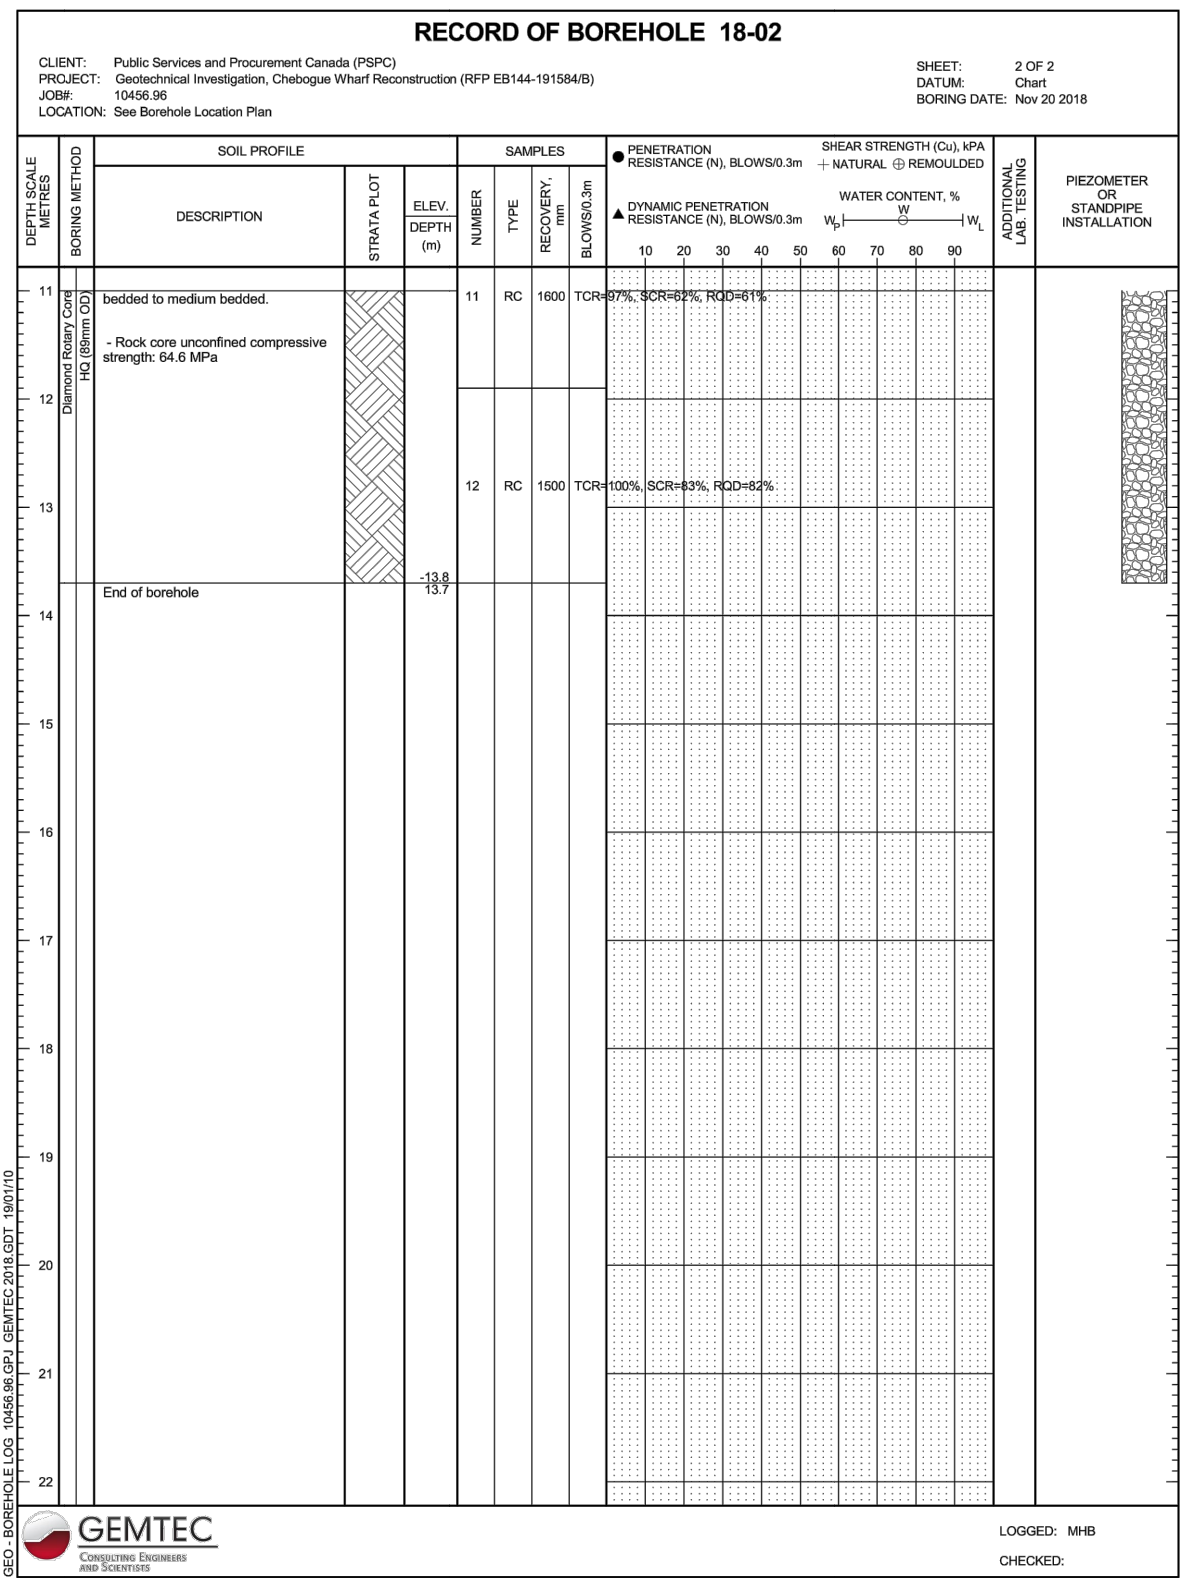 RECORD OF BOREHOLE 18-02
CLIENT: Public Services and Procurement Canada (PSPC)
PROJECT: Geotechnical Investigation, Chebogue Wharf Reconstruction (RFP EB144-191584/B)
JOB#: 10456.96
LOCATION: See Borehole Location Plan
SHEET: 2 OF 2
DATUM: Chart
BORING DATE: Nov 20 2018
DEPTH SCALE
METRES
BORING METHOD
SOIL PROFILE
DESCRIPTION
STRATA PLOT
ELEV.
DEPTH
(m)
SAMPLES
NUMBER
TYPE
RECOVERY,
mm
BLOWS/0.3m
● PENETRATION
RESISTANCE (N), BLOWS/0.3m
▲ DYNAMIC PENETRATION
RESISTANCE (N), BLOWS/0.3m
SHEAR STRENGTH (Cu), kPA
+ NATURAL ⊕ REMOULDED
WATER CONTENT, %
W
Wp WL
10 20 30 40 50 60 70 80 90
ADDITIONAL
LAB. TESTING
PIEZOMETER
OR
STANDPIPE
INSTALLATION
11
Diamond Rotary Core
HQ (89mm OD)
bedded to medium bedded.
11 RC 1600 TCR=97%, SCR=62%, RQD=61%
- Rock core unconfined compressive
strength: 64.6 MPa
12
12 RC 1500 TCR=100%, SCR=83%, RQD=82%
13
-13.8
End of borehole 13.7
14
15
16
17
18
19
20
21
22
GEO - BOREHOLE LOG 10456.96.GPJ GEMTEC 2018.GDT 19/01/10
GEMTEC
CONSULTING ENGINEERS
AND SCIENTISTS
LOGGED: MHB
CHECKED: